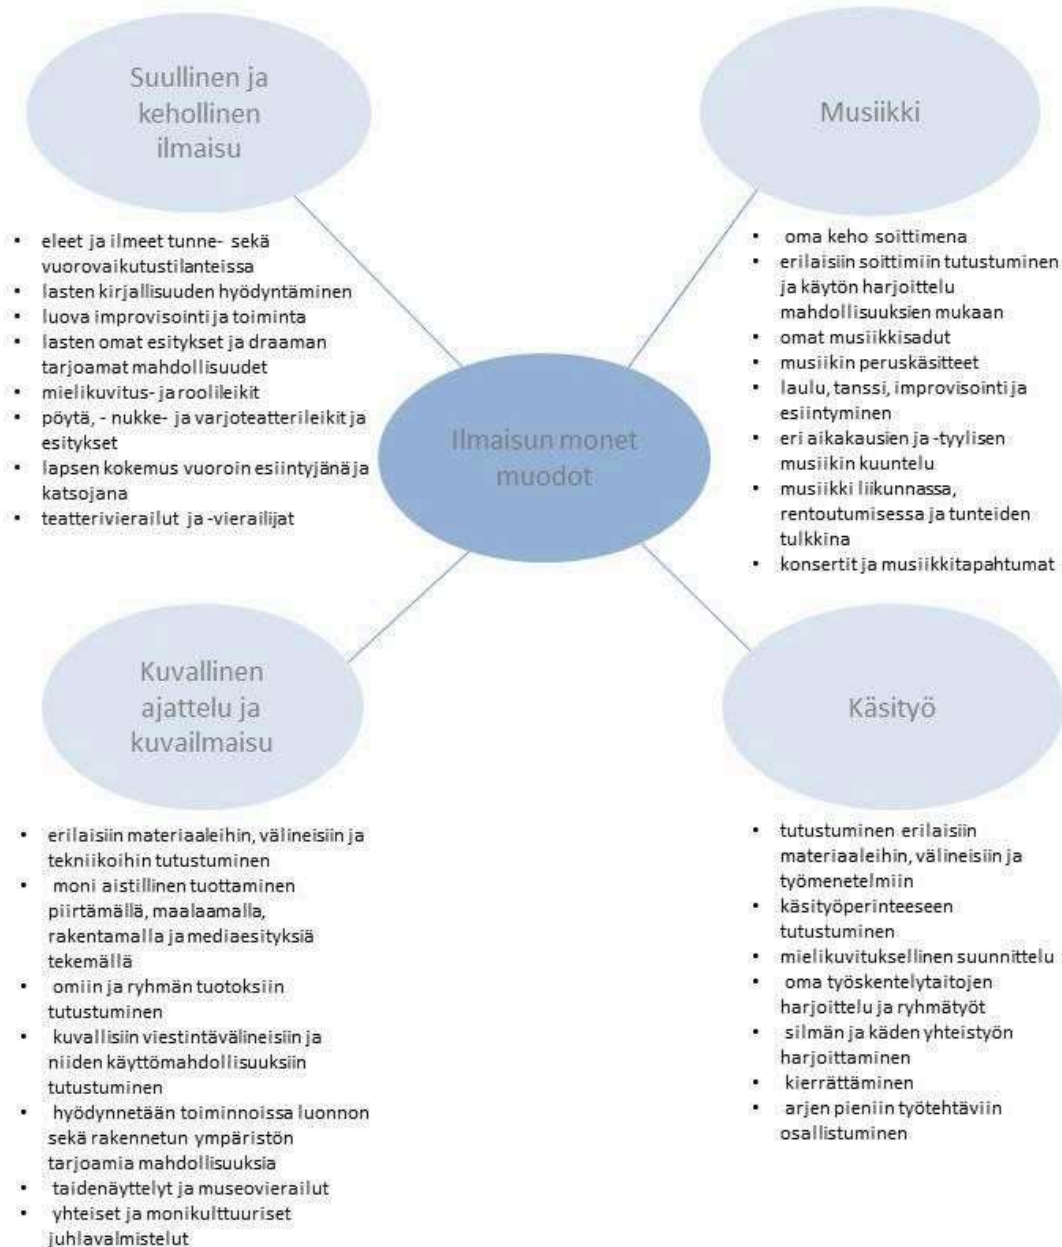 Suullinen ja
kehollinen
ilmaisu
• eleet ja ilmeet tunne- sekä
vuorovaikutustilanteissa
• lasten kirjallisuuden hyödyntäminen
• luova improvisointi ja toiminta
• lasten omat esitykset ja draaman
tarjoamat mahdollisuudet
• mielikuvitus- ja roolileikit
• pöytä, - nukke- ja varjoteatterileikit ja
esitykset
• lapsen kokemus vuoroin esiintyjänä ja
katsojana
• teatterivierailut ja -vierailijat
Musiikki
• oma keho soittimena
• erilaisiin soittimiin tutustuminen
ja käytön harjoittelu
mahdollisuuksien mukaan
• omat musiikkisadut
• musiikin peruskäsitteet
• laulu, tanssi, improvisointi ja
esiintyminen
• eri aikakausien ja -tyylisen
musiikin kuuntelu
• musiikki liikunnassa,
rentoutumisessa ja tunteiden
tulkkina
• konsertit ja musiikkitapahtumat
Ilmaisun monet
muodot
Kuvallinen
ajattelu ja
kuvailmaisu
• erilaisiin materiaaleihin, välineisiin ja
tekniikoihin tutustuminen
• moni aistillinen tuottaminen
piirtämällä, maalaamalla,
rakentamalla ja mediaesityksiä
tekemällä
• omiin ja ryhmän tuotoksiin
tutustuminen
• kuvallisiin viestintävälineisiin ja
niiden käyttömahdollisuuksiin
tutustuminen
• hyödynnetään toiminnoissa luonnon
sekä rakennetun ympäristön
tarjoamia mahdollisuuksia
• taidenäyttelyt ja museovierailut
• yhteiset ja monikulttuuriset
juhlavalmistelut
Käsityö
• tutustuminen erilaisiin
materiaaleihin, välineisiin ja
työmenetelmiin
• käsityöperinteeseen
tutustuminen
• mielikuvituksellinen suunnittelu
• oma työskentelytaitojen
harjoittelu ja ryhmätyöt
• silmän ja käden yhteistyön
harjoittaminen
• kierrättäminen
• arjen pieniin työtehtäviin
osallistuminen